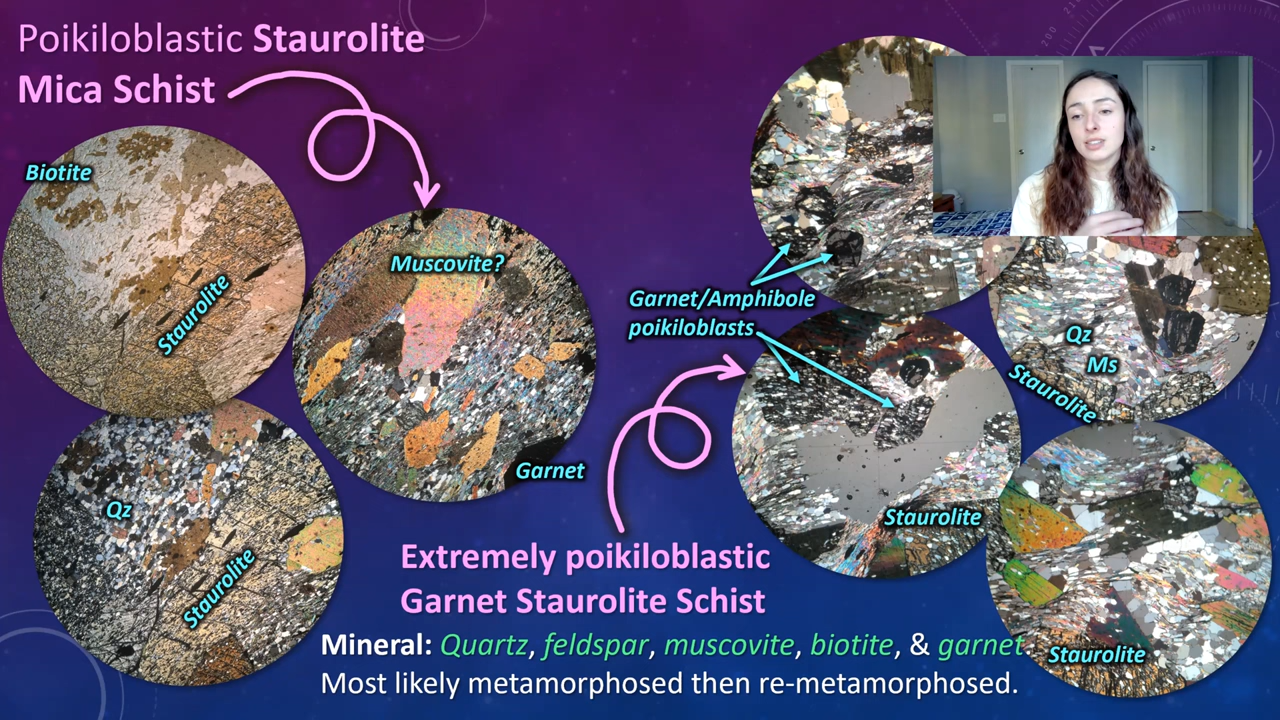 Poikiloblastic Staurolite
Mica Schist
Biotite
Staurolite
Muscovite?
Garnet
Qz
Staurolite
Garnet/Amphibole
poikiloblasts
Qz
Ms
Staurolite
Staurolite
Staurolite
Extremely poikiloblastic
Garnet Staurolite Schist
Mineral: Quartz, feldspar, muscovite, biotite, & garnet.
Most likely metamorphosed then re-metamorphosed.